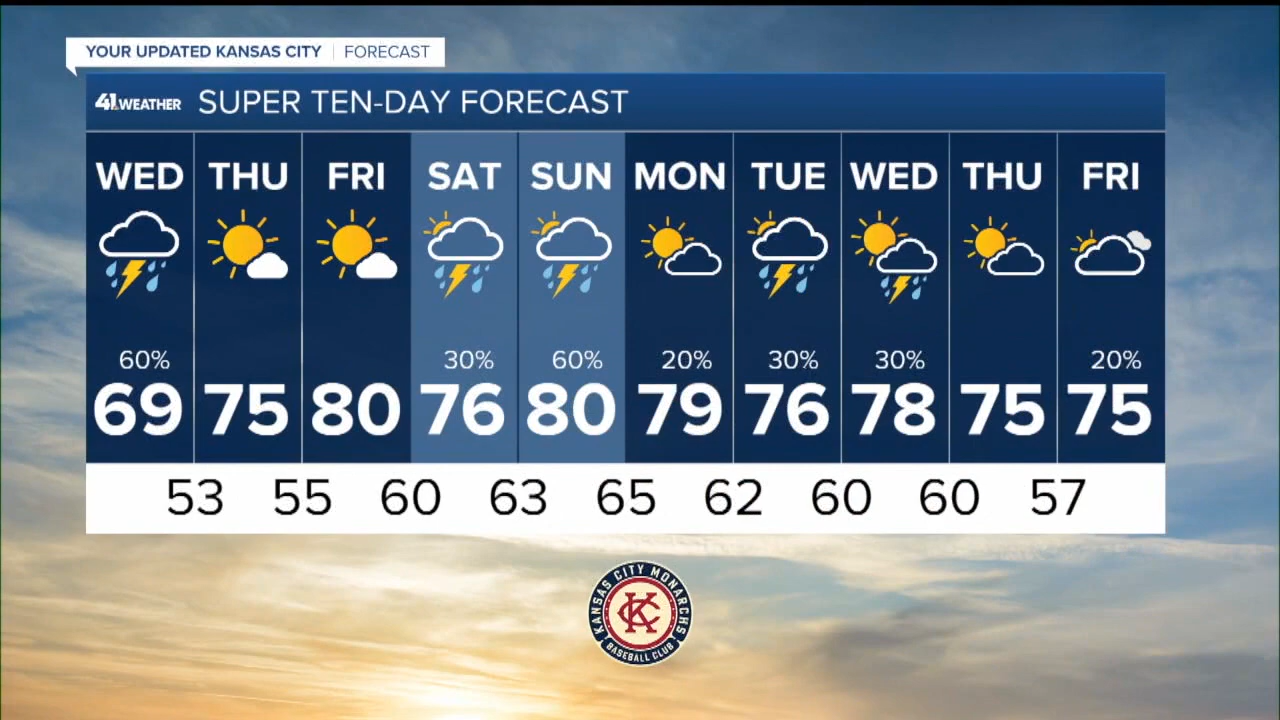 YOUR UPDATED KANSAS CITY | FORECAST
41 WEATHER SUPER TEN-DAY FORECAST
WED THU FRI SAT SUN MON TUE WED THU FRI
60% 30% 60% 20% 30% 30% 20%
69 75 80 76 80 79 76 78 75 75
53 55 60 63 65 62 60 60 57
KANSAS CITY MONARCHS
KC
BASEBALL CLUB